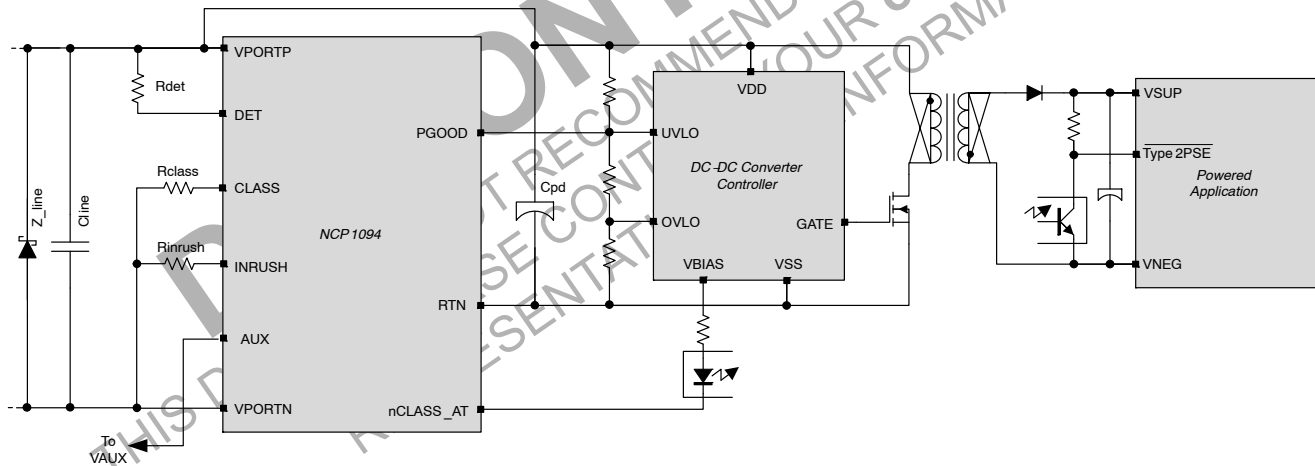 VPORTP
Rdet
DET
Rclass
CLASS
Rinrush
INRUSH
AUX
VPORTN
To
VAUX
Z_line
Cline
NCP1094
PGOOD
RTN
nCLASS_AT
Cpd
VDD
UVLO
DC-DC Converter
Controller
OVLO
GATE
VBIAS
VSS
VSUP
Type 2PSE
Powered
Application
VNEG